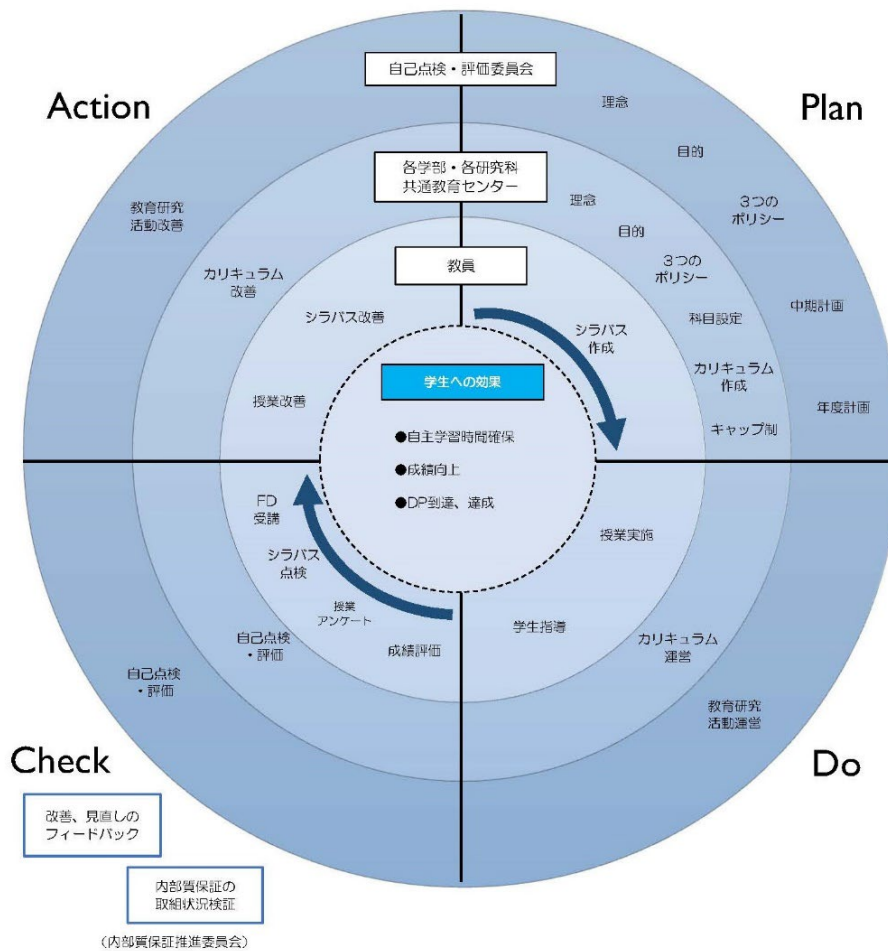 Action
Plan
自己点検・評価委員会
理念
目的
3つの
ポリシー
中期計画
年度計画
各学部・各研究科
共通教育センター
理念
目的
3つの
ポリシー
科目設定
カリキュラム
作成
キャップ制
教員
シラバス
作成
教育研究
活動改善
カリキュラム
改善
シラバス改善
授業改善
学生への効果
●自主学習時間確保
●成績向上
●DP到達、達成
FD
受講
シラバス
点検
授業
アンケート
成績評価
自己点検
・評価
自己点検
・評価
授業実施
学生指導
カリキュラム
運営
教育研究
活動運営
Check
Do
改善、見直しの
フィードバック
内部質保証の
取組状況検証
(内部質保証推進委員会)